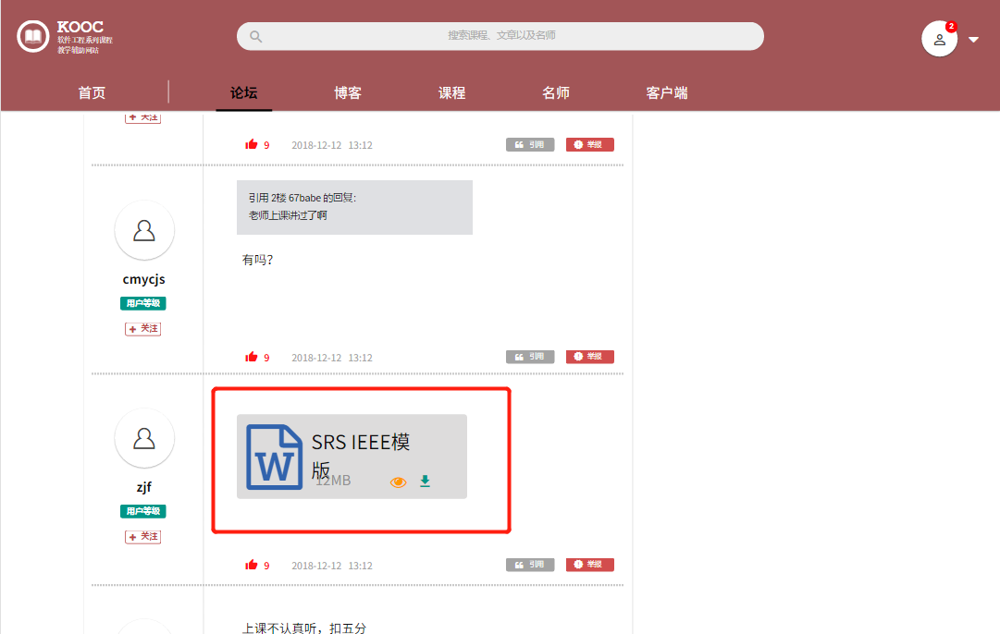 KOOC
软件工程系列课程
教学辅助网站
搜索课程、文章以及名师
2
首页
论坛
博客
课程
名师
客户端
+ 关注
9
2018-12-12 13:12
引用
举报
引用 2楼 67babe 的回复:
老师上课讲过了啊
有吗?
cmycjs
用户等级
+ 关注
9
2018-12-12 13:12
引用
举报
W
SRS IEEE模
版
12MB
zjf
用户等级
+ 关注
9
2018-12-12 13:12
引用
举报
上课不认真听，扣五分